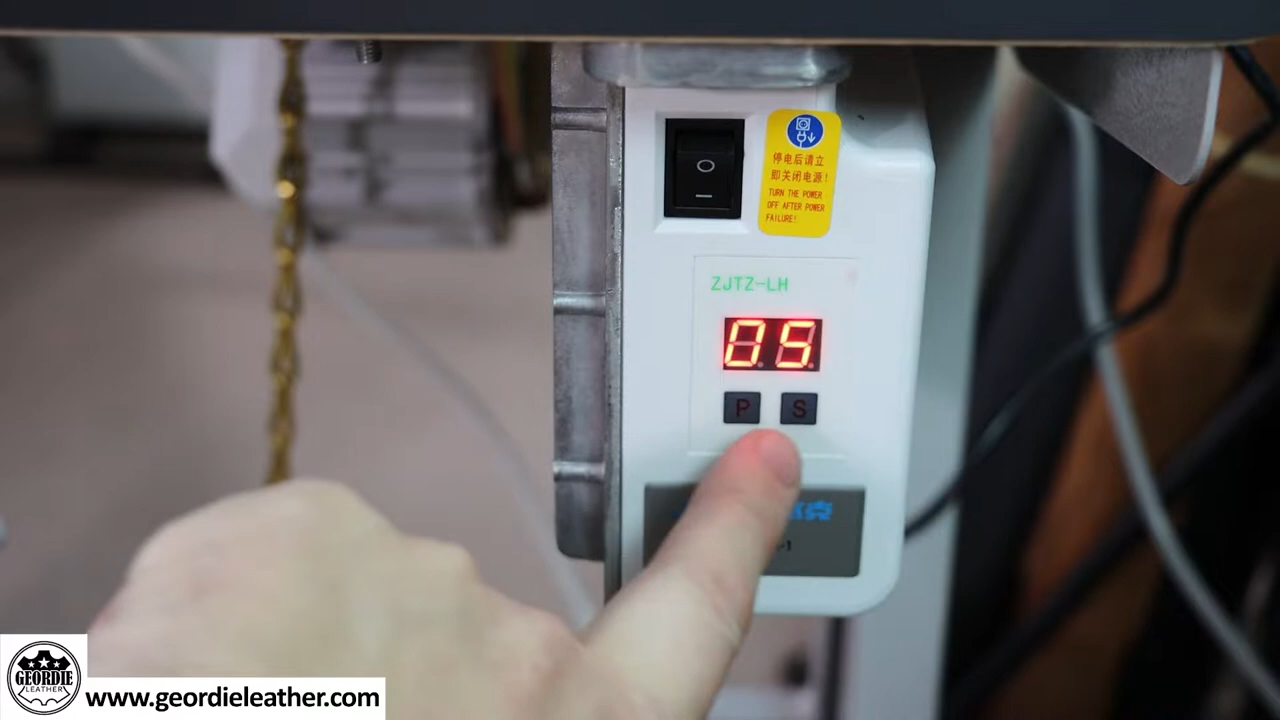 停电后请立
即关闭电源！
TURN THE POWER
OFF AFTER POWER
FAILURE!
ZJTZ-LH
05
P S
-1
GEORDIE
LEATHER
www.geordieleather.com